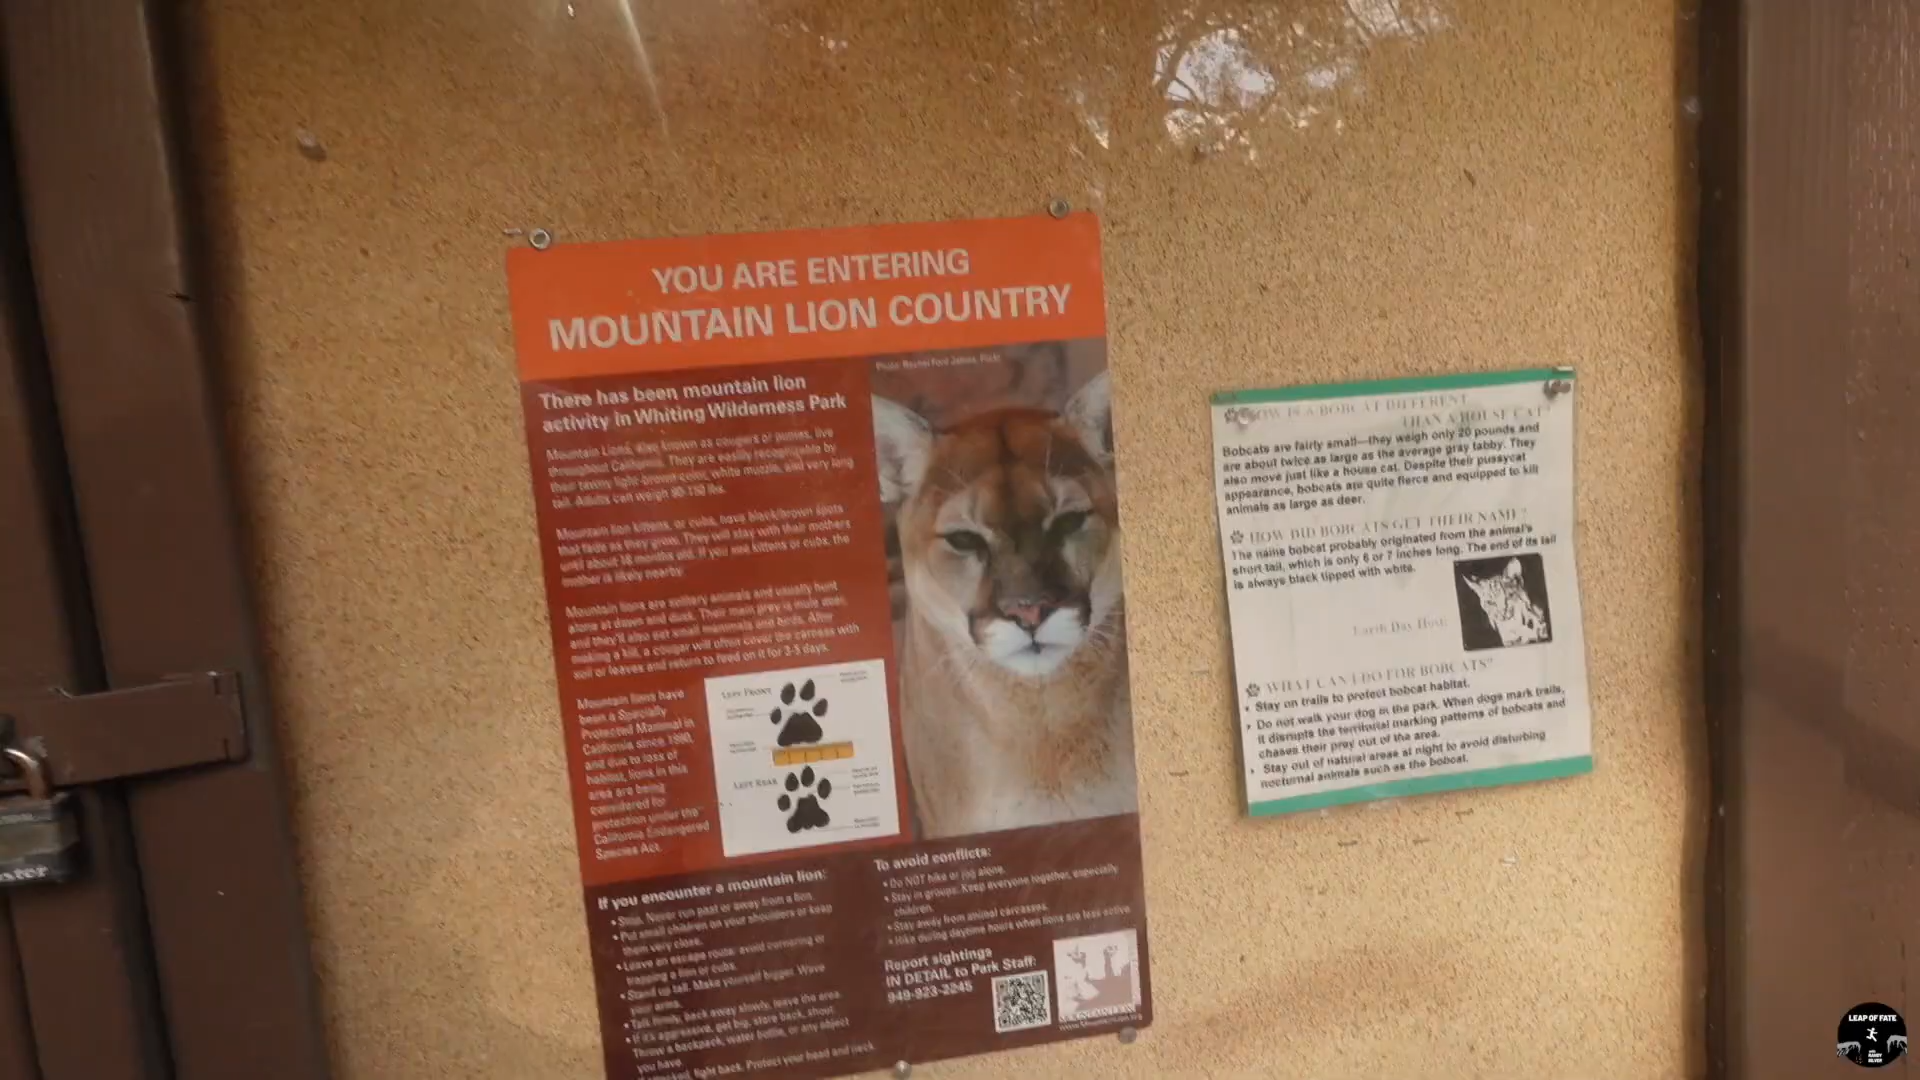 YOU ARE ENTERING
MOUNTAIN LION COUNTRY
There has been mountain lion
activity in Whiting Wilderness Park
Mountain Lions, also known as cougars or pumas, live
throughout California. They are easily recognizable by
their tawny light-brown color, white muzzle, and very long
tail. Adults can weigh 90-150 lbs.
Mountain lion kittens, or cubs, have black/brown spots
that fade as they grow. They will stay with their mothers
until about 18 months old. If you see kittens or cubs, the
mother is likely nearby.
Mountain lions are solitary animals and usually hunt
alone at dawn and dusk. Their main prey is mule deer,
and they'll also eat small mammals and birds. After
making a kill, a cougar will often cover the carcass with
soil or leaves and return to feed on it for 3-5 days.
Mountain lions have
been a Specially
Protected Mammal in
California since 1990,
and due to loss of
habitat, lions in this
area are being
considered for
protection under the
California Endangered
Species Act.
LEFT FRONT
LEFT REAR
If you encounter a mountain lion:
• Stop. Never run past or away from a lion.
• Put small children on your shoulders or keep
them very close.
• Leave an escape route: avoid cornering or
trapping a lion or cubs.
• Stand up tall. Make yourself bigger. Wave
your arms.
• Talk firmly, back away slowly, leave the area.
• If it's aggressive, get big, stare back, shout.
Throw a backpack, water bottle, or any object
you have.
fight back. Protect your head and neck.
To avoid conflicts:
• Do NOT hike or jog alone.
• Stay in groups: Keep everyone together, especially
children.
• Stay away from animal carcasses.
• Hike during daytime hours when lions are less active.
Report sightings
IN DETAIL to Park Staff:
949-923-2245
HOW IS A BOBCAT DIFFERENT
THAN A HOUSE CAT?
Bobcats are fairly small—they weigh only 20 pounds and
are about twice as large as the average gray tabby. They
also move just like a house cat. Despite their pussycat
appearance, bobcats are quite fierce and equipped to kill
animals as large as deer.
HOW DID BOBCATS GET THEIR NAME?
The name bobcat probably originated from the animal's
short tail, which is only 6 or 7 inches long. The end of its tail
is always black tipped with white.
Earth Day Host:
WHAT CAN I DO FOR BOBCATS?
• Stay on trails to protect bobcat habitat.
• Do not walk your dog in the park. When dogs mark trails,
it disrupts the territorial marking patterns of bobcats and
chases their prey out of the area.
• Stay out of natural areas at night to avoid disturbing
nocturnal animals such as the bobcat.
LEAP OF FATE